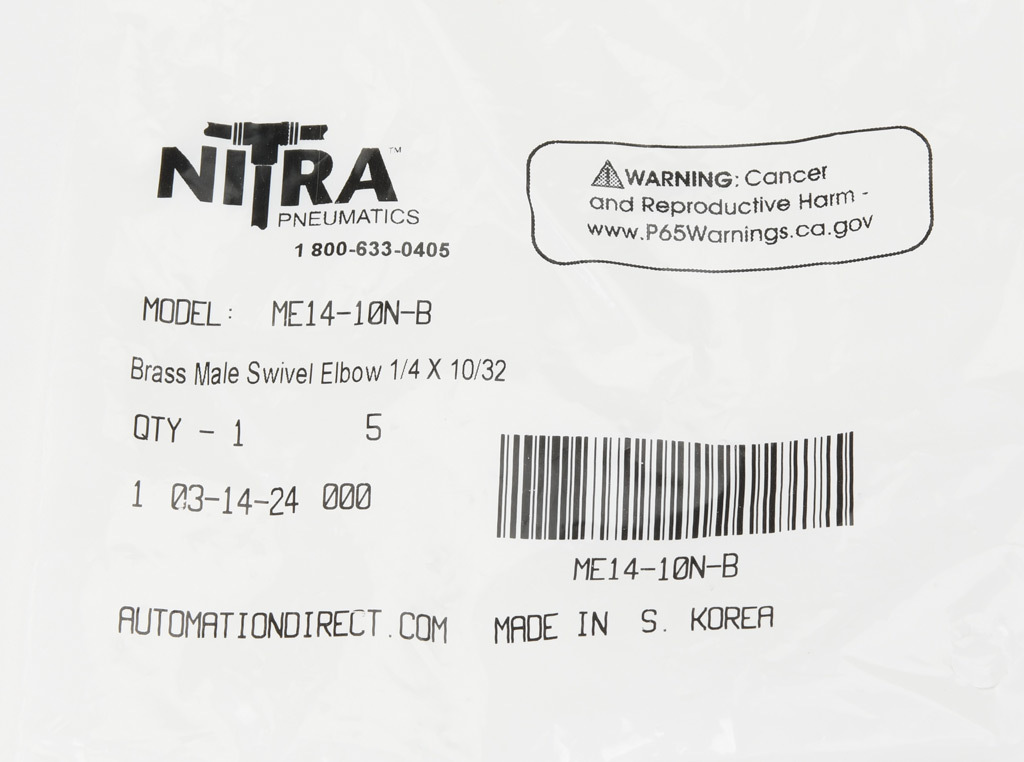 NITRA™
PNEUMATICS
1 800-633-0405
⚠WARNING: Cancer
and Reproductive Harm -
www.P65Warnings.ca.gov
MODEL: ME14-10N-B
Brass Male Swivel Elbow 1/4 X 10/32
QTY - 1 5
1 03-14-24 000
ME14-10N-B
AUTOMATIONDIRECT.COM MADE IN S. KOREA